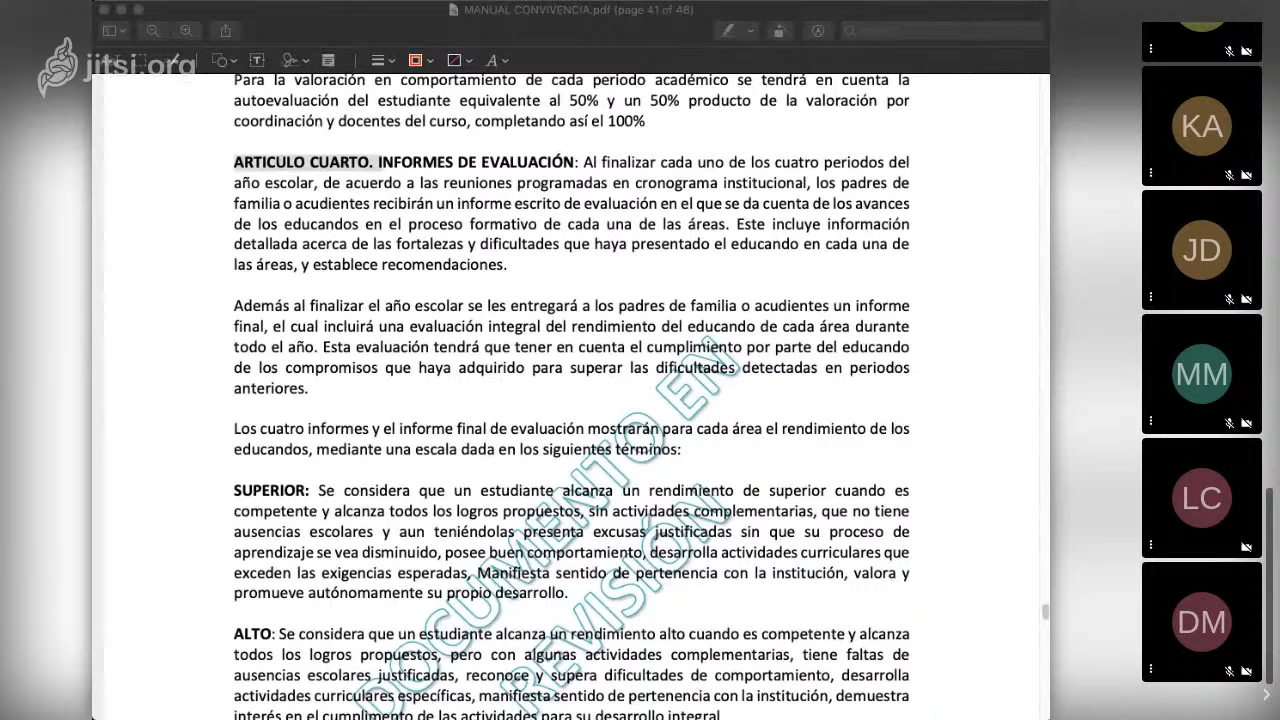 MANUAL CONVIVENCIA.pdf (page 41 of 48)
jitsi.org
Para la valoración en comportamiento de cada periodo académico se tendrá en cuenta la
autoevaluación del estudiante equivalente al 50% y un 50% producto de la valoración por
coordinación y docentes del curso, completando así el 100%
ARTICULO CUARTO. INFORMES DE EVALUACIÓN: Al finalizar cada uno de los cuatro periodos del
año escolar, de acuerdo a las reuniones programadas en cronograma institucional, los padres de
familia o acudientes recibirán un informe escrito de evaluación en el que se da cuenta de los avances
de los educandos en el proceso formativo de cada una de las áreas. Este incluye información
detallada acerca de las fortalezas y dificultades que haya presentado el educando en cada una de
las áreas, y establece recomendaciones.
Además al finalizar el año escolar se les entregará a los padres de familia o acudientes un informe
final, el cual incluirá una evaluación integral del rendimiento del educando de cada área durante
todo el año. Esta evaluación tendrá que tener en cuenta el cumplimiento por parte del educando
de los compromisos que haya adquirido para superar las dificultades detectadas en periodos
anteriores.
Los cuatro informes y el informe final de evaluación mostrarán para cada área el rendimiento de los
educandos, mediante una escala dada en los siguientes términos:
SUPERIOR: Se considera que un estudiante alcanza un rendimiento de superior cuando es
competente y alcanza todos los logros propuestos, sin actividades complementarias, que no tiene
ausencias escolares y aun teniéndolas presenta excusas justificadas sin que su proceso de
aprendizaje se vea disminuido, posee buen comportamiento, desarrolla actividades curriculares que
exceden las exigencias esperadas, Manifiesta sentido de pertenencia con la institución, valora y
promueve autónomamente su propio desarrollo.
ALTO: Se considera que un estudiante alcanza un rendimiento alto cuando es competente y alcanza
todos los logros propuestos, pero con algunas actividades complementarias, tiene faltas de
ausencias escolares justificadas, reconoce y supera dificultades de comportamiento, desarrolla
actividades curriculares específicas, manifiesta sentido de pertenencia con la institución, demuestra
interés en el cumplimento de las actividades para su desarrollo integral
DOCUMENTO EN
REVISIÓN
KA
JD
MM
LC
DM